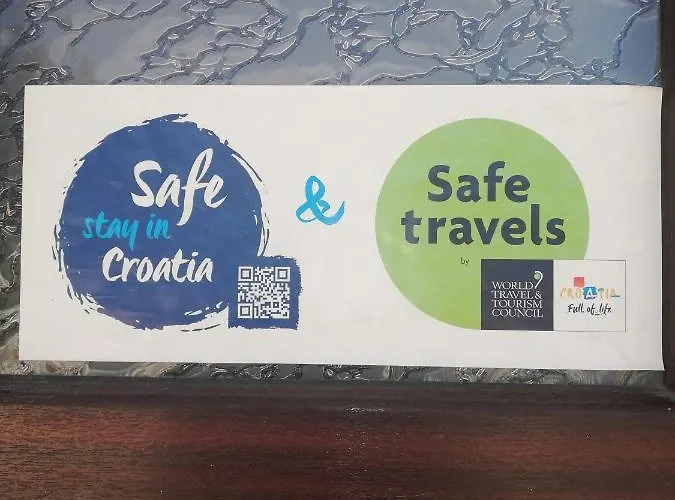 Safe
stay in
Croatia
&
Safe
travels
by
WORLD
TRAVEL &
TOURISM
COUNCIL
CROATIA
Full of life